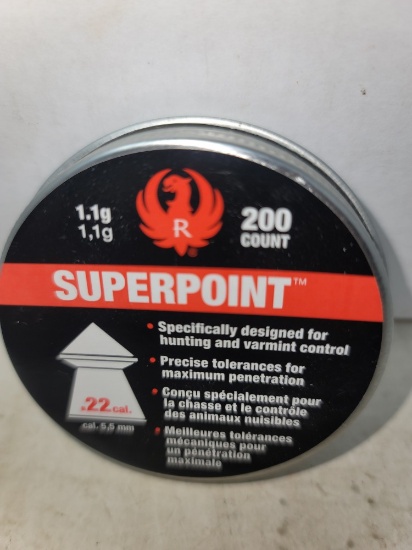 1.1g
1,1g
R
®
200
COUNT
SUPERPOINT™
• Specifically designed for
hunting and varmint control
• Precise tolerances for
maximum penetration
• Conçu spécialement pour
la chasse et le contrôle
des animaux nuisibles
• Meilleures tolérances
mécaniques pour
un pénétration
maximale
.22 cal.
cal. 5,5 mm